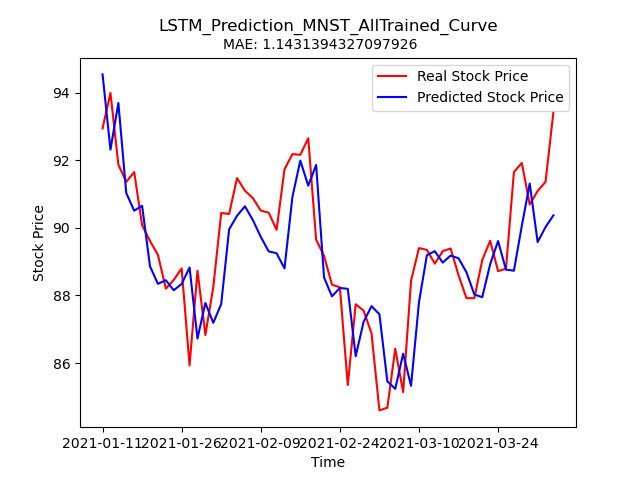 LSTM_Prediction_MNST_AllTrained_Curve
MAE: 1.1431394327097926
Real Stock Price
Predicted Stock Price
94
92
90
88
86
Stock Price
2021-01-11 2021-01-26 2021-02-09 2021-02-24 2021-03-10 2021-03-24
Time